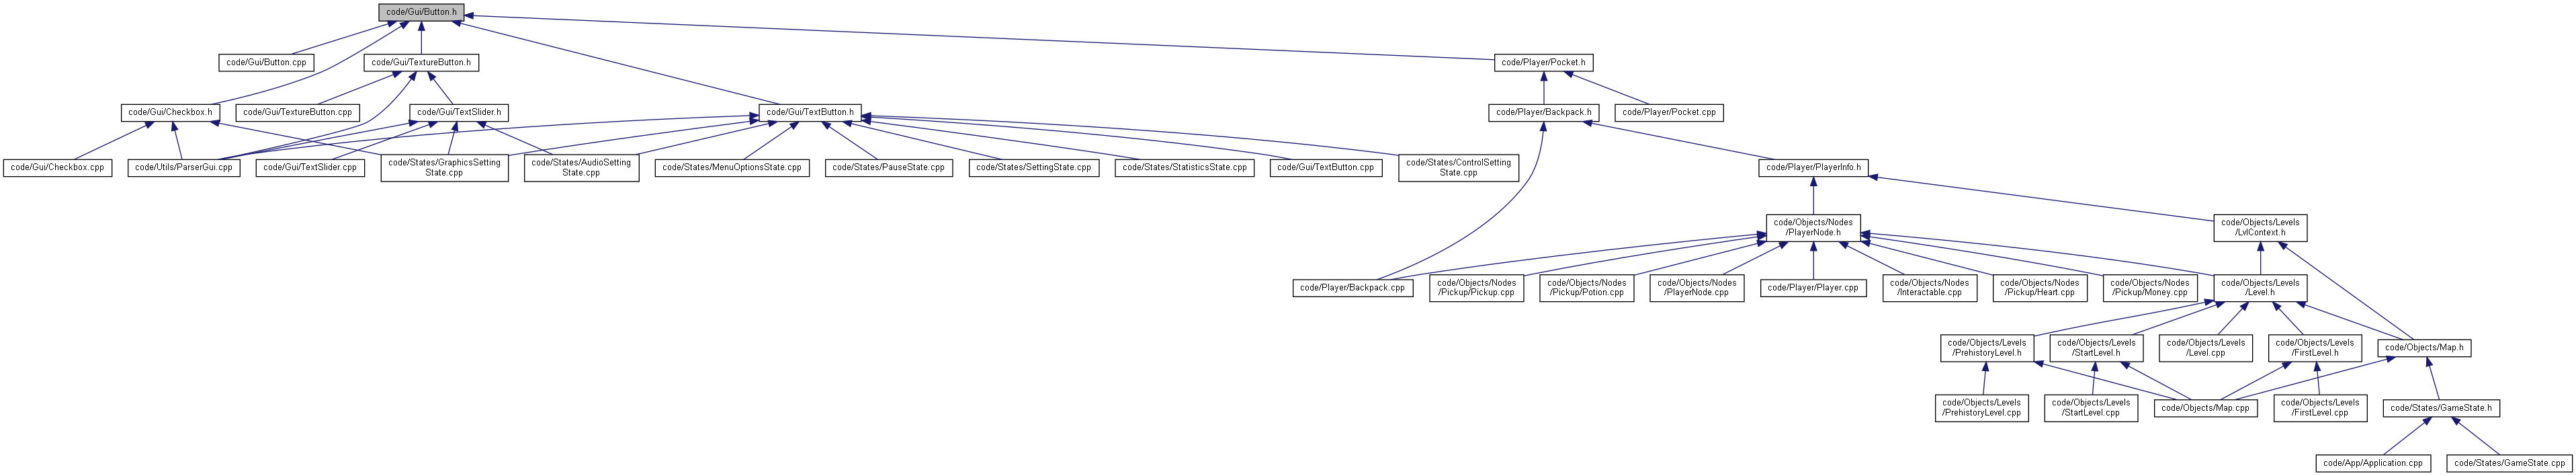 code/Gui/Button.h
code/Gui/Button.cpp
code/Gui/TextureButton.h
code/Player/Pocket.h
code/Gui/Checkbox.h
code/Gui/TextureButton.cpp
code/Gui/TextSlider.h
code/Gui/TextButton.h
code/Player/Backpack.h
code/Player/Pocket.cpp
code/Gui/Checkbox.cpp
code/Utils/ParserGui.cpp
code/Gui/TextSlider.cpp
code/States/GraphicsSetting
State.cpp
code/States/AudioSetting
State.cpp
code/States/MenuOptionsState.cpp
code/States/PauseState.cpp
code/States/SettingState.cpp
code/States/StatisticsState.cpp
code/Gui/TextButton.cpp
code/States/ControlSetting
State.cpp
code/Player/PlayerInfo.h
code/Objects/Nodes
/PlayerNode.h
code/Objects/Levels
/LvlContext.h
code/Player/Backpack.cpp
code/Objects/Nodes
/Pickup/Pickup.cpp
code/Objects/Nodes
/Pickup/Potion.cpp
code/Objects/Nodes
/PlayerNode.cpp
code/Player/Player.cpp
code/Objects/Nodes
/Interactable.cpp
code/Objects/Nodes
/Pickup/Heart.cpp
code/Objects/Nodes
/Pickup/Money.cpp
code/Objects/Levels
/Level.h
code/Objects/Levels
/PrehistoryLevel.h
code/Objects/Levels
/StartLevel.h
code/Objects/Levels
/Level.cpp
code/Objects/Levels
/FirstLevel.h
code/Objects/Map.h
code/Objects/Levels
/PrehistoryLevel.cpp
code/Objects/Levels
/StartLevel.cpp
code/Objects/Map.cpp
code/Objects/Levels
/FirstLevel.cpp
code/States/GameState.h
code/App/Application.cpp
code/States/GameState.cpp